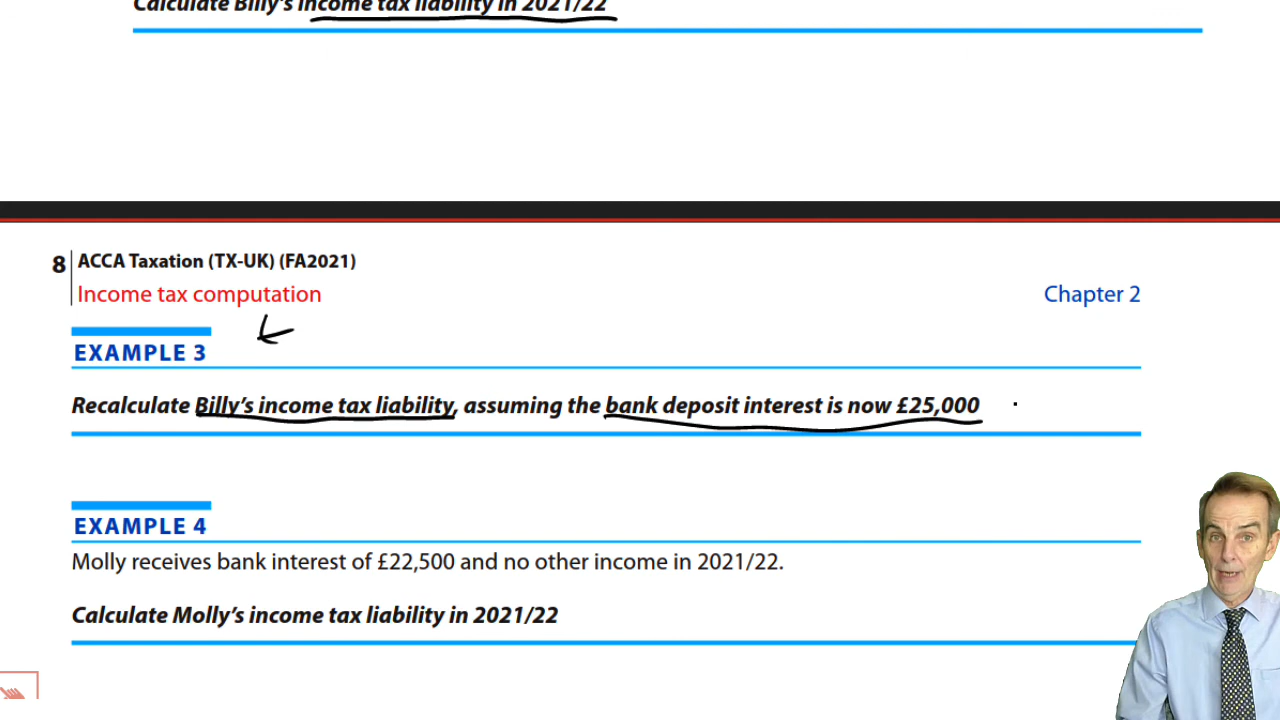 Calculate Billy's income tax liability in 2021/22
8
ACCA Taxation (TX-UK) (FA2021)
Income tax computation
Chapter 2
EXAMPLE 3
Recalculate Billy's income tax liability, assuming the bank deposit interest is now £25,000
EXAMPLE 4
Molly receives bank interest of £22,500 and no other income in 2021/22.
Calculate Molly's income tax liability in 2021/22